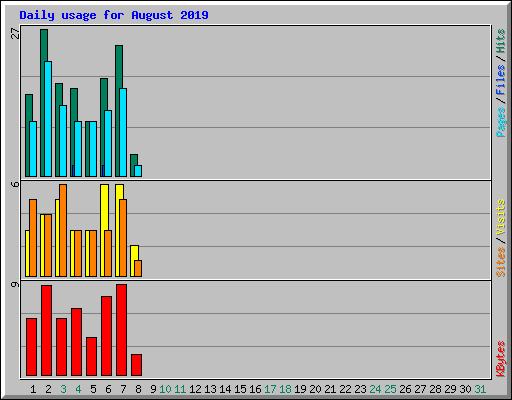 Daily usage for August 2019
27
6
9
Pages/Files/Hits
Sites/Visits
KBytes
1 2 3 4 5 6 7 8 9 10 11 12 13 14 15 16 17 18 19 20 21 22 23 24 25 26 27 28 29 30 31